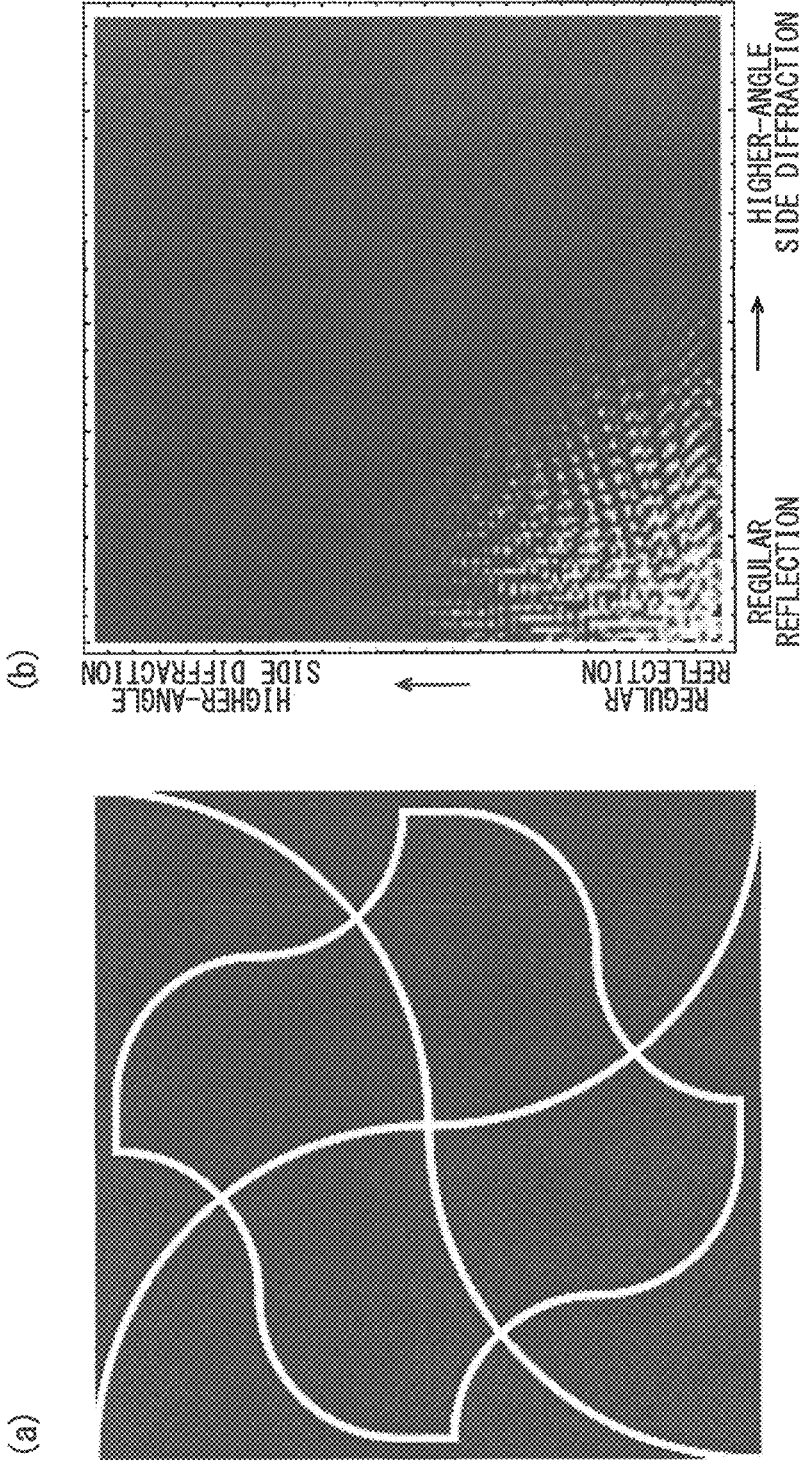 (a)
(b)
HIGHER-ANGLE
SIDE DIFFRACTION
REGULAR
REFLECTION
REGULAR
REFLECTION
HIGHER-ANGLE
SIDE DIFFRACTION